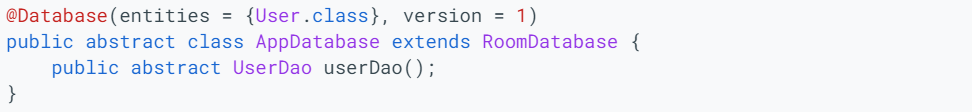 @Database(entities = {User.class}, version = 1)
public abstract class AppDatabase extends RoomDatabase {
    public abstract UserDao userDao();
}